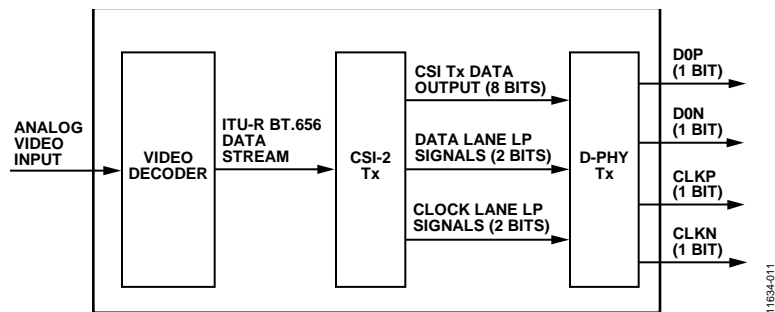 ANALOG
VIDEO
INPUT
VIDEO
DECODER
ITU-R BT.656
DATA
STREAM
CSI-2
Tx
CSI Tx DATA
OUTPUT (8 BITS)
DATA LANE LP
SIGNALS (2 BITS)
CLOCK LANE LP
SIGNALS (2 BITS)
D-PHY
Tx
D0P
(1 BIT)
D0N
(1 BIT)
CLKP
(1 BIT)
CLKN
(1 BIT)
11634-011